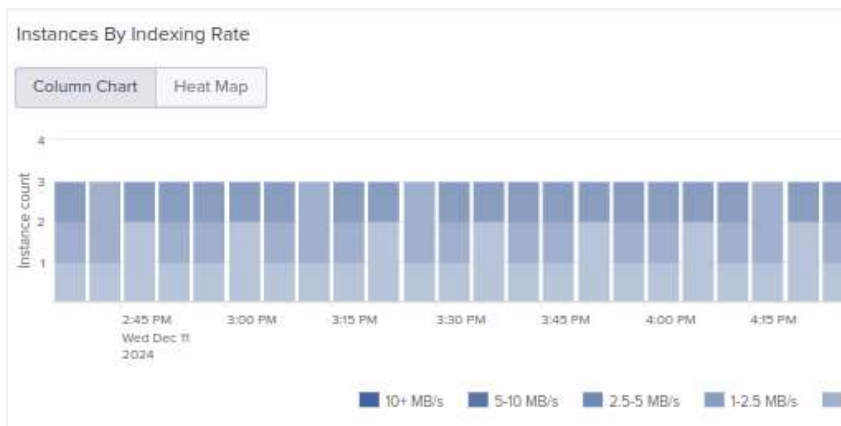 Instances By Indexing Rate
Column Chart Heat Map
4
3
2
1
Instance count
2:45 PM 3:00 PM 3:15 PM 3:30 PM 3:45 PM 4:00 PM 4:15 PM
Wed Dec 11
2024
10+ MB/s 5-10 MB/s 2.5-5 MB/s 1-2.5 MB/s